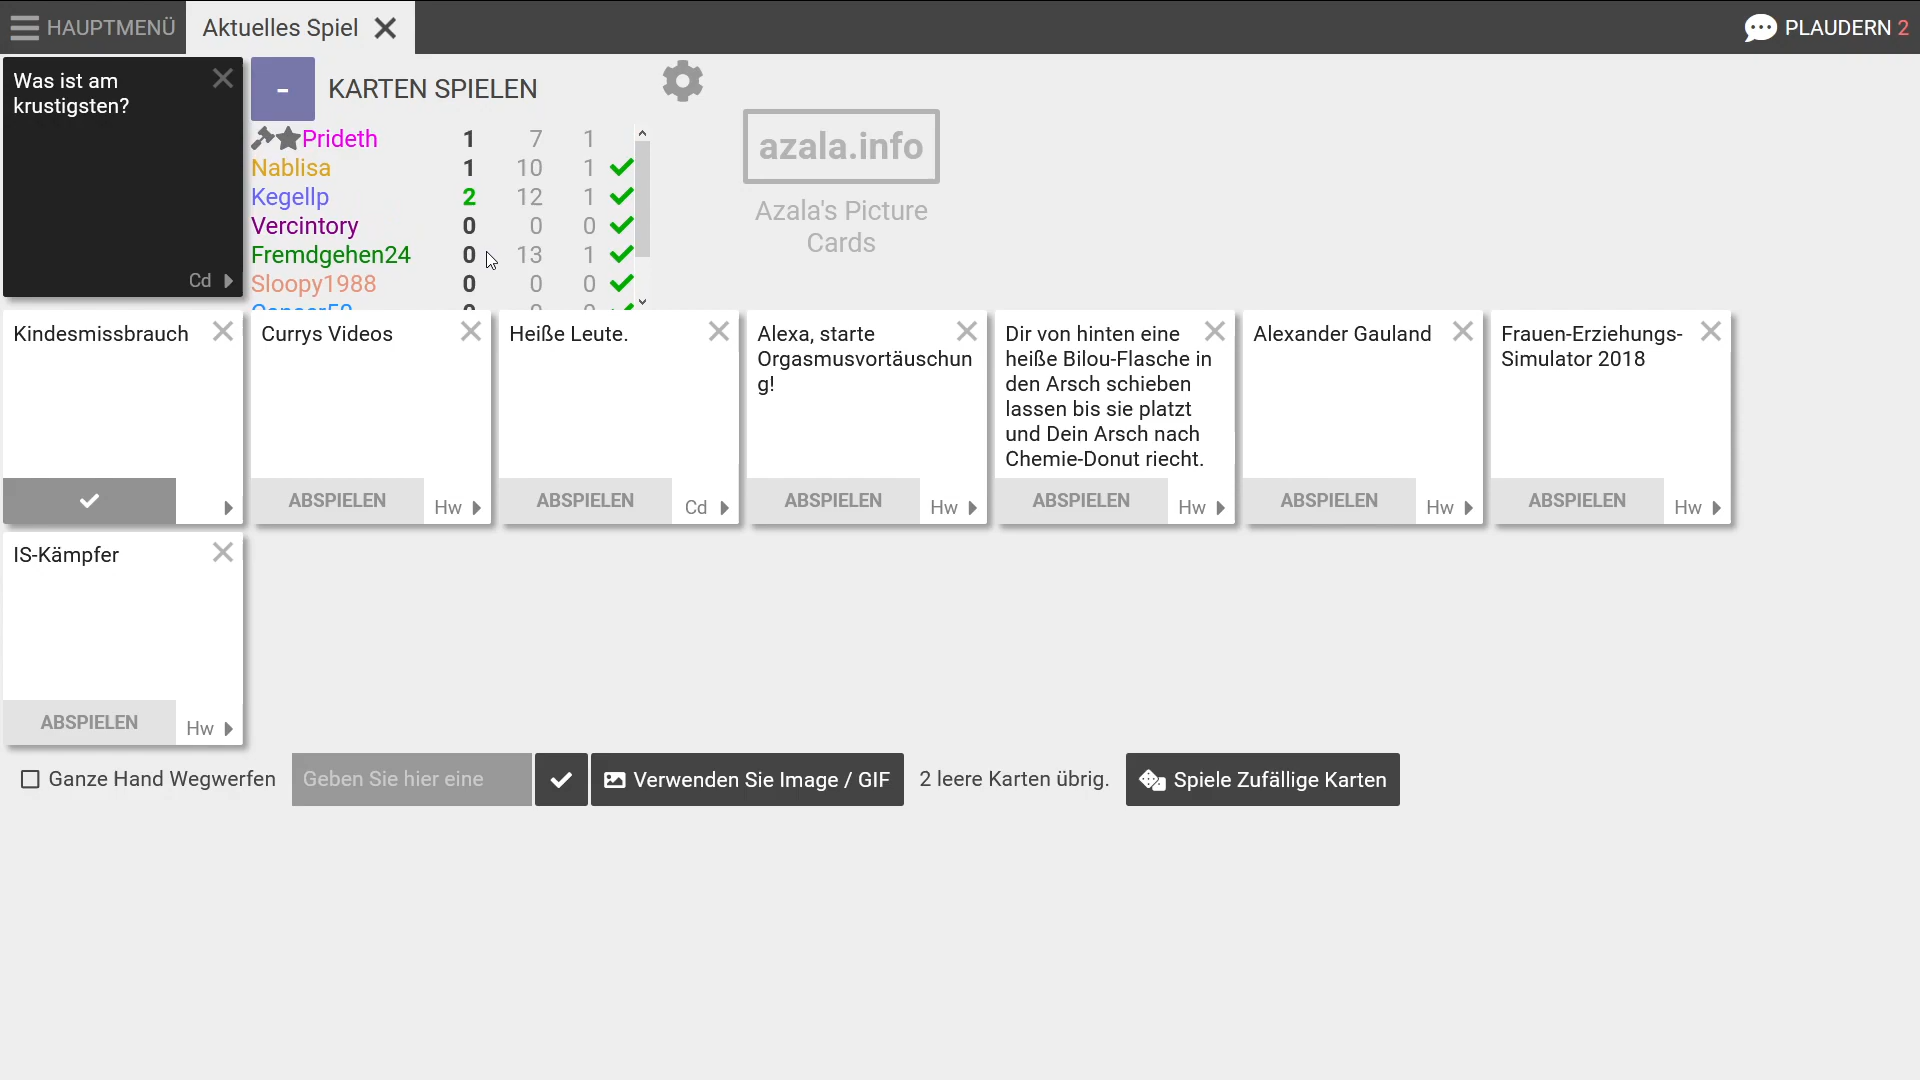 HAUPTMENÜ
Aktuelles Spiel
PLAUDERN 2
Was ist am
krustigsten?
Cd
-
KARTEN SPIELEN
Prideth 1 7 1
Nablisa 1 10 1
Kegellp 2 12 1
Vercintory 0 0 0
Fremdgehen24 0 13 1
Sloopy1988 0 0 0
azala.info
Azala's Picture
Cards
Kindesmissbrauch
Currys Videos
ABSPIELEN
Hw
Heiße Leute.
ABSPIELEN
Cd
Alexa, starte
Orgasmusvortäuschun
g!
ABSPIELEN
Hw
Dir von hinten eine
heiße Bilou-Flasche in
den Arsch schieben
lassen bis sie platzt
und Dein Arsch nach
Chemie-Donut riecht.
ABSPIELEN
Hw
Alexander Gauland
ABSPIELEN
Hw
Frauen-Erziehungs-
Simulator 2018
ABSPIELEN
Hw
IS-Kämpfer
ABSPIELEN
Hw
Ganze Hand Wegwerfen
Geben Sie hier eine
Verwenden Sie Image / GIF
2 leere Karten übrig.
Spiele Zufällige Karten